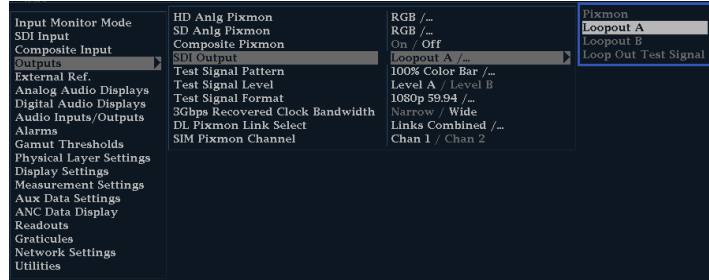 Input Monitor Mode
SDI Input
Composite Input
Outputs
External Ref.
Analog Audio Displays
Digital Audio Displays
Audio Inputs/Outputs
Alarms
Gamut Thresholds
Physical Layer Settings
Display Settings
Measurement Settings
Aux Data Settings
ANC Data Display
Readouts
Graticules
Network Settings
Utilities
HD Anlg Pixmon RGB /...
SD Anlg Pixmon RGB /...
Composite Pixmon On / Off
SDI Output Loopout A /...
Test Signal Pattern 100% Color Bar /...
Test Signal Level Level A / Level B
Test Signal Format 1080p 59.94 /...
3Gbps Recovered Clock Bandwidth Narrow / Wide
DL Pixmon Link Select Links Combined /...
SIM Pixmon Channel Chan 1 / Chan 2
Pixmon
Loopout A
Loopout B
Loop Out Test Signal